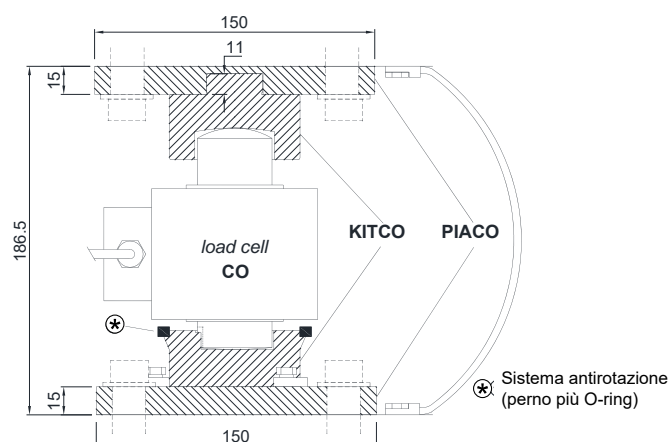 150
11
15
186.5
load cell
CO
KITCO
PIACO
*
15
150
* Sistema antirotazione
(perno più O-ring)